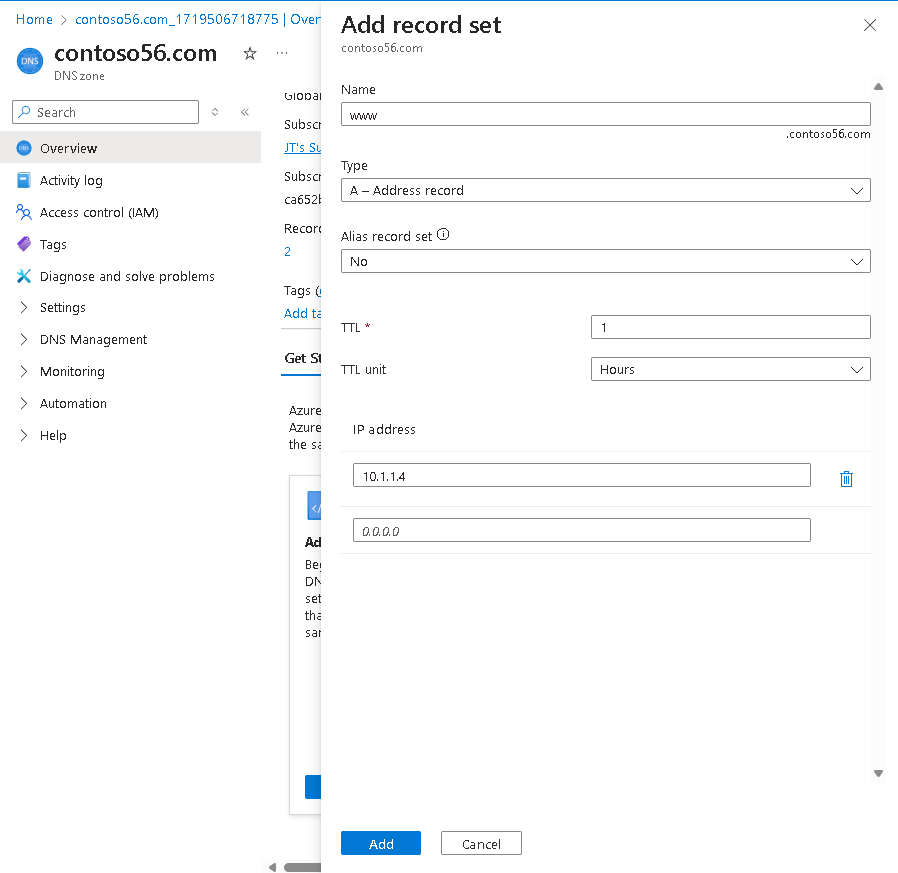 Home > contoso56.com_1719506718775 | Over
contoso56.com
DNS zone
Search
Overview
Activity log
Access control (IAM)
Tags
Diagnose and solve problems
Settings
DNS Management
Monitoring
Automation
Help
Global
Subscr
JT's Su
Subscr
ca652b
Record
2
Tags (
Add ta
Get St
Azure
Azure
the sa
Ad
Beg
DN
set
tha
sar
Add record set
contoso56.com
Name
www
.contoso56.com
Type
A – Address record
Alias record set
No
TTL *
1
TTL unit
Hours
IP address
10.1.1.4
0.0.0.0
Add
Cancel